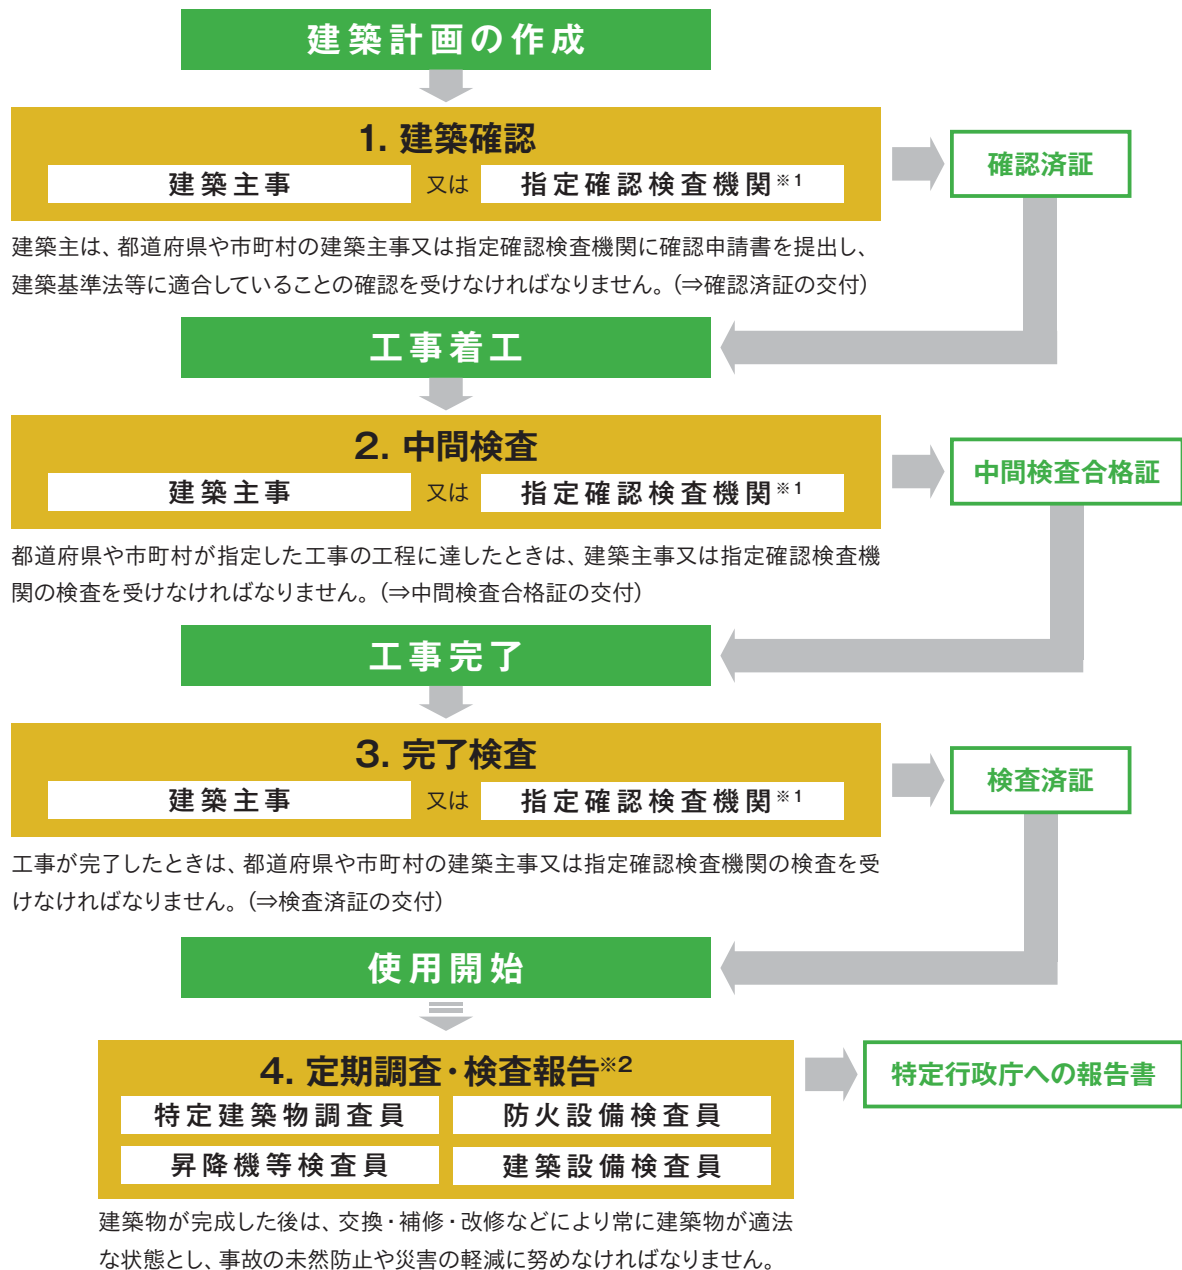 建築計画の作成
1. 建築確認
建築主事 又は 指定確認検査機関※1
確認済証
建築主は、都道府県や市町村の建築主事又は指定確認検査機関に確認申請書を提出し、
建築基準法等に適合していることの確認を受けなければなりません。(⇒確認済証の交付)
工事着工
2. 中間検査
建築主事 又は 指定確認検査機関※1
中間検査合格証
都道府県や市町村が指定した工事の工程に達したときは、建築主事又は指定確認検査機
関の検査を受けなければなりません。(⇒中間検査合格証の交付)
工事完了
3. 完了検査
建築主事 又は 指定確認検査機関※1
検査済証
工事が完了したときは、都道府県や市町村の建築主事又は指定確認検査機関の検査を受
けなければなりません。(⇒検査済証の交付)
使用開始
4. 定期調査・検査報告※2
特定建築物調査員 防火設備検査員
昇降機等検査員 建築設備検査員
特定行政庁への報告書
建築物が完成した後は、交換・補修・改修などにより常に建築物が適法
な状態とし、事故の未然防止や災害の軽減に努めなければなりません。